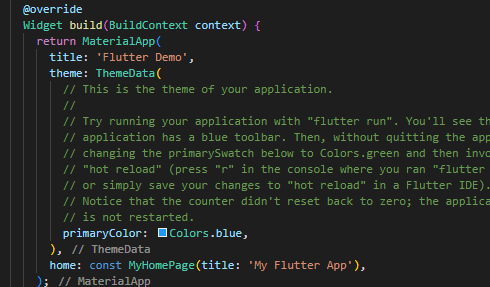 @override
Widget build(BuildContext context) {
return MaterialApp(
title: 'Flutter Demo',
theme: ThemeData(
// This is the theme of your application.
//
// Try running your application with "flutter run". You'll see
// application has a blue toolbar. Then, without quitting the app
// changing the primarySwatch below to Colors.green and then
// "hot reload" (press "r" in the console where you ran "flutter
// or simply save your changes to "hot reload" in a Flutter IDE).
// Notice that the counter didn't reset back to zero; the
// is not restarted.
primaryColor: Colors.blue,
), // ThemeData
home: const MyHomePage(title: 'My Flutter App'),
); // MaterialApp